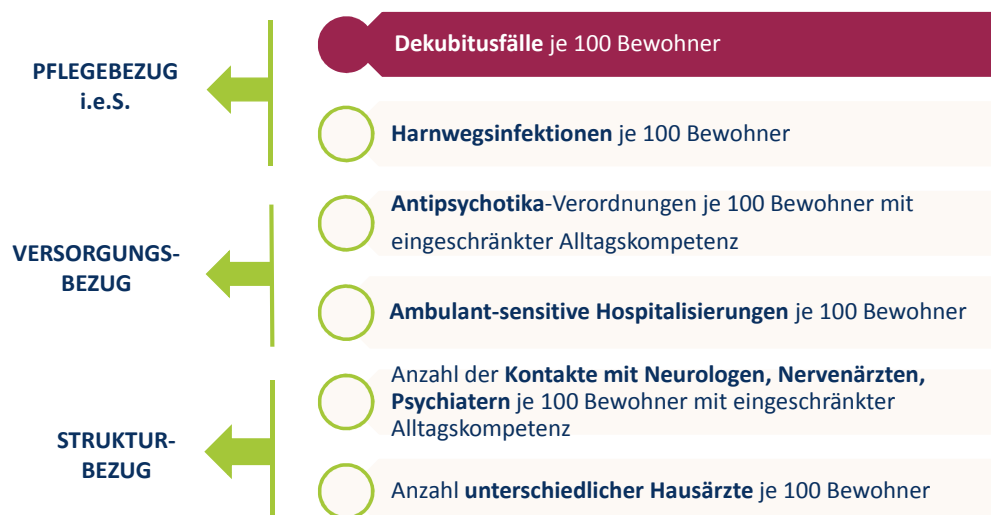 PFLEGEBEZUG
i.e.S.
Dekubitusfälle je 100 Bewohner
Harnwegsinfektionen je 100 Bewohner
VERSORGUNGS-
BEZUG
Antipsychotika-Verordnungen je 100 Bewohner mit
eingeschränkter Alltagskompetenz
Ambulant-sensitive Hospitalisierungen je 100 Bewohner
STRUKTUR-
BEZUG
Anzahl der Kontakte mit Neurologen, Nervenärzten,
Psychiatern je 100 Bewohner mit eingeschränkter
Alltagskompetenz
Anzahl unterschiedlicher Hausärzte je 100 Bewohner